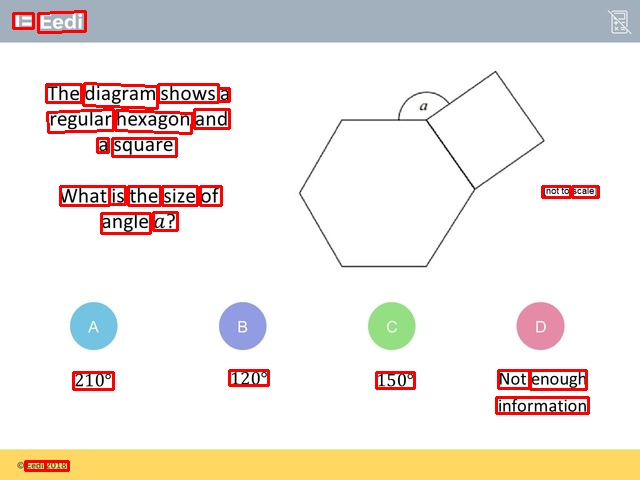 Eedi
The diagram shows a
regular hexagon and
a square
What is the size of
angle a?
a
(not to scale)
A
B
C
D
210°
120°
150°
Not enough
information
© Eedi 2018